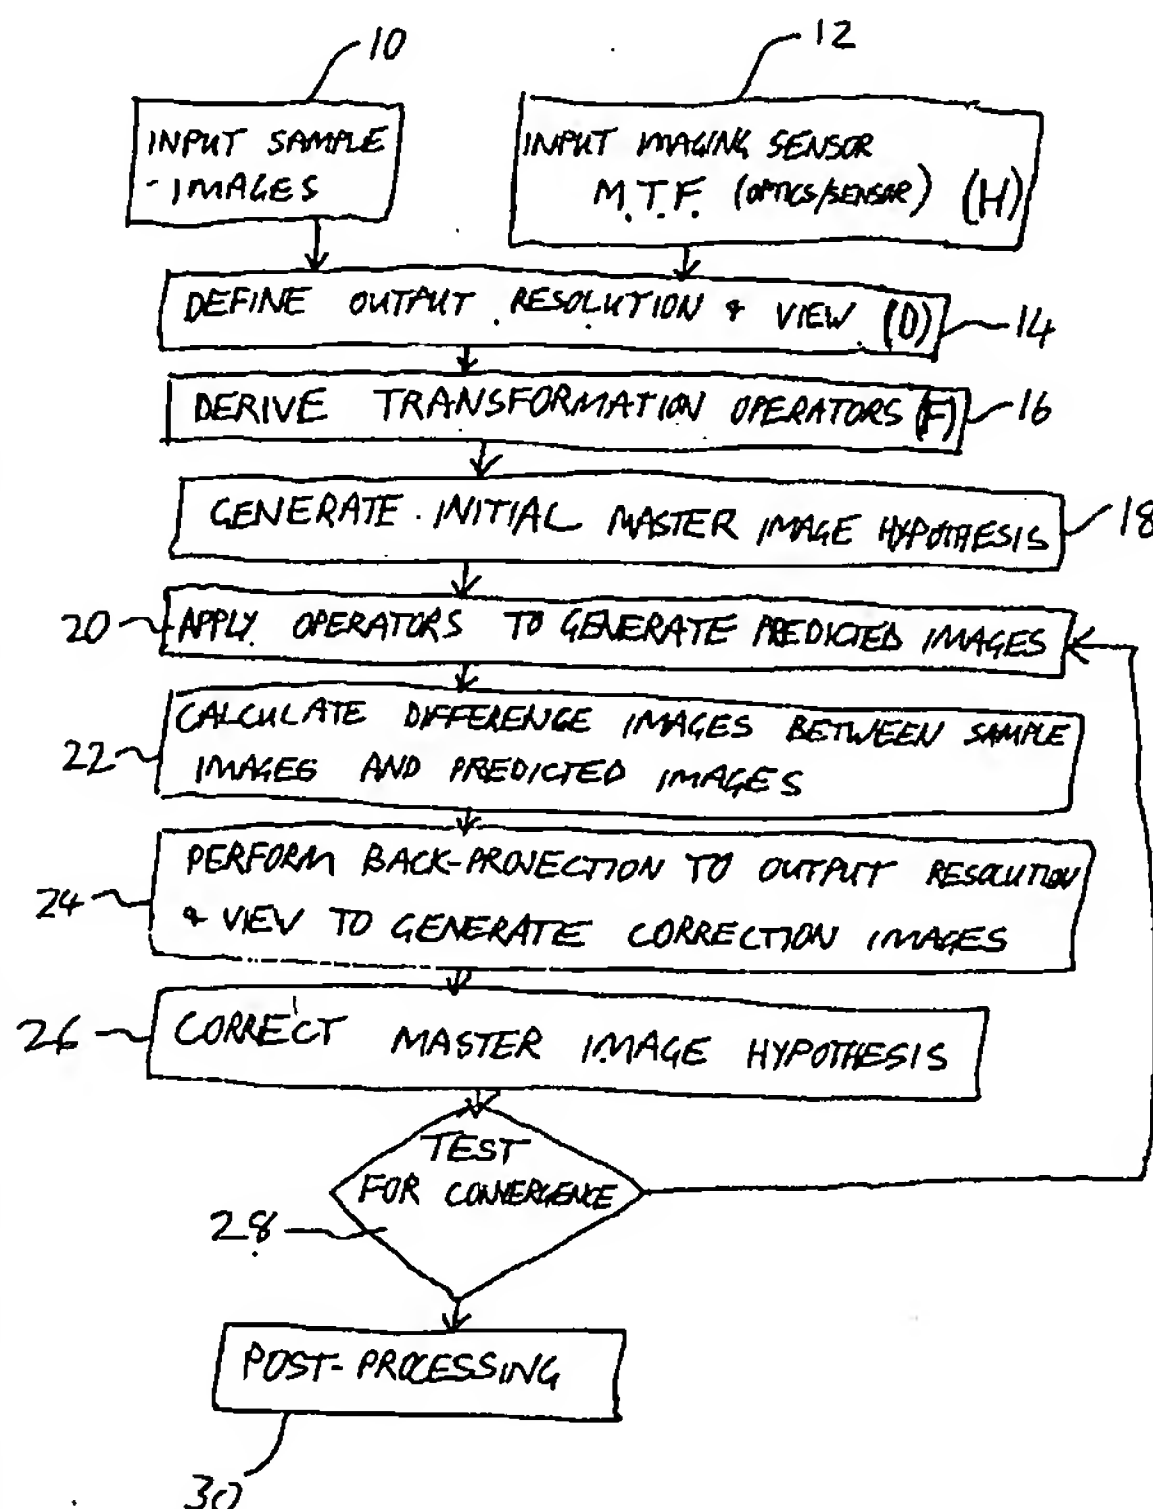 10
12
INPUT SAMPLE
- IMAGES
INPUT IMAGING SENSOR
M.T.F. (OPTICS/SENSOR) (H)
DEFINE OUTPUT RESOLUTION & VIEW (D)
14
DERIVE TRANSFORMATION OPERATORS (F)
16
GENERATE INITIAL MASTER IMAGE HYPOTHESIS
18
20
APPLY OPERATORS TO GENERATE PREDICTED IMAGES
22
CALCULATE DIFFERENCE IMAGES BETWEEN SAMPLE
IMAGES AND PREDICTED IMAGES
24
PERFORM BACK-PROJECTION TO OUTPUT RESOLUTION
& VIEW TO GENERATE CORRECTION IMAGES
26
CORRECT MASTER IMAGE HYPOTHESIS
TEST
FOR CONVERGENCE
28
POST-PROCESSING
30